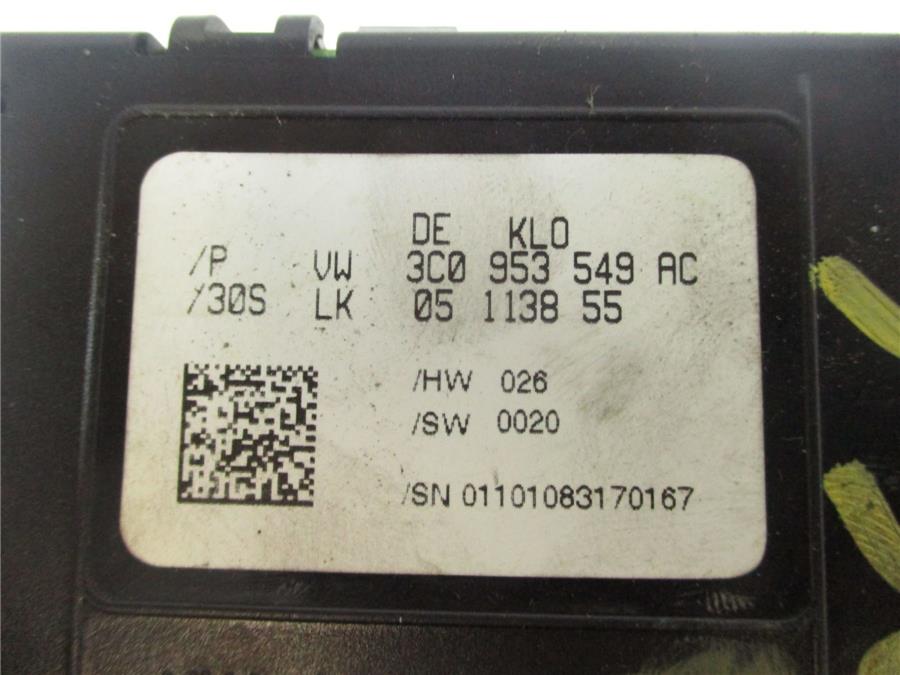 DE KLO
/P VW 3C0 953 549 AC
/30S LK 05 1138 55
/HW 026
/SW 0020
/SN 01101083170167